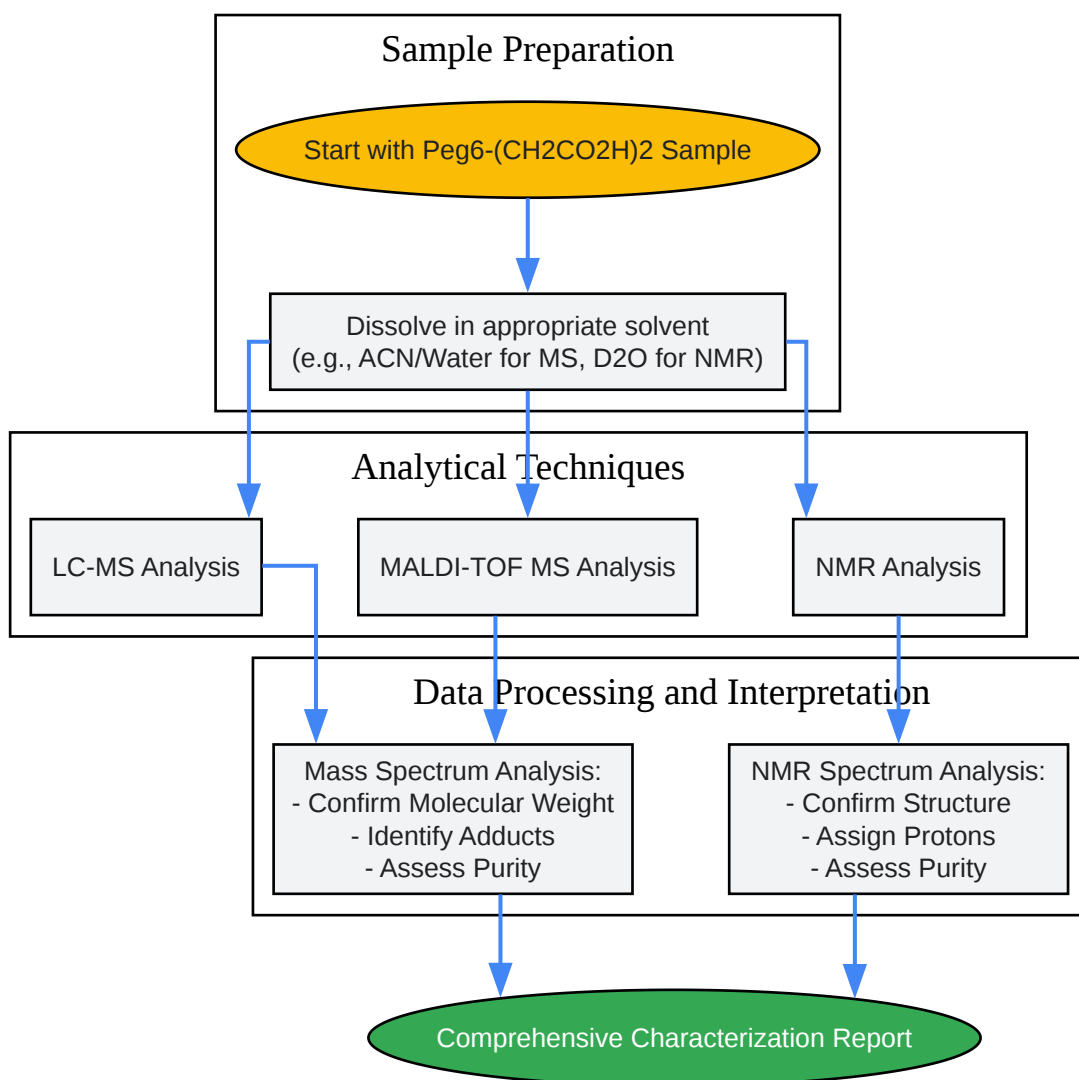 Sample Preparation
Start with Peg6-(CH2CO2H)2 Sample
Dissolve in appropriate solvent
(e.g., ACN/Water for MS, D2O for NMR)
Analytical Techniques
LC-MS Analysis
MALDI-TOF MS Analysis
NMR Analysis
Data Processing and Interpretation
Mass Spectrum Analysis:
- Confirm Molecular Weight
- Identify Adducts
- Assess Purity
NMR Spectrum Analysis:
- Confirm Structure
- Assign Protons
- Assess Purity
Comprehensive Characterization Report